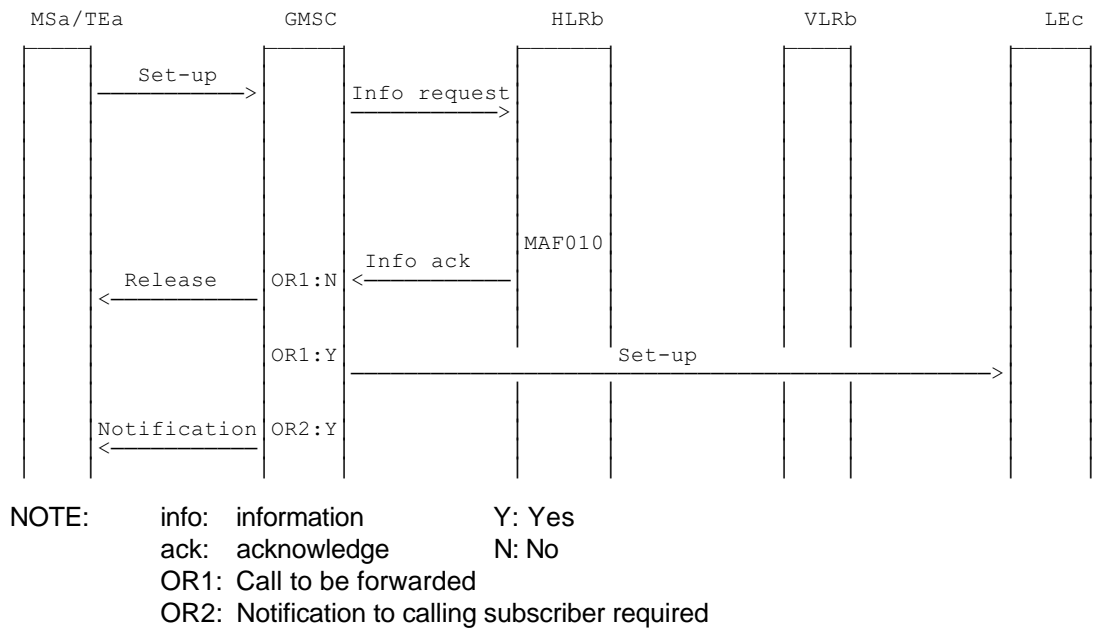 MSa/TEa GMSC HLRb VLRb LEc
Set-up
Info request
MAF010
Info ack
Release OR1:N
OR1:Y Set-up
Notification OR2:Y
NOTE: info: information Y: Yes
ack: acknowledge N: No
OR1: Call to be forwarded
OR2: Notification to calling subscriber required